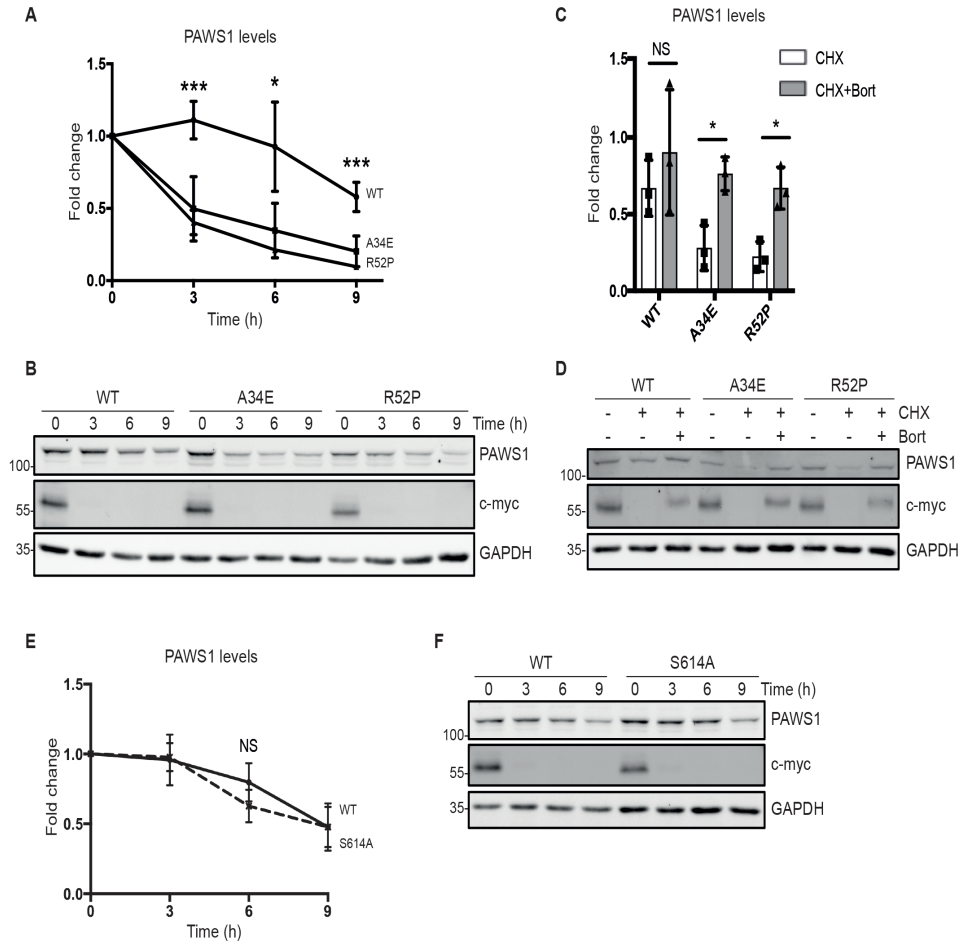 A
PAWS1 levels
Fold change
1.5
1.0
0.5
0.0
*** * ***
WT
A34E
R52P
0 3 6 9
Time (h)
C
PAWS1 levels
Fold change
1.5
1.0
0.5
0.0
NS * *
CHX
CHX+Bort
WT A34E R52P
B
WT A34E R52P
0 3 6 9 0 3 6 9 0 3 6 9 Time (h)
100- PAWS1
55- c-myc
35- GAPDH
D
WT A34E R52P
- + + - + + - + + CHX
- - + - - + - - + Bort
100- PAWS1
55- c-myc
35- GAPDH
E
PAWS1 levels
Fold change
1.5
1.0
0.5
0.0
NS
WT
S614A
0 3 6 9
Time (h)
F
WT S614A
0 3 6 9 0 3 6 9 Time (h)
100- PAWS1
55- c-myc
35- GAPDH